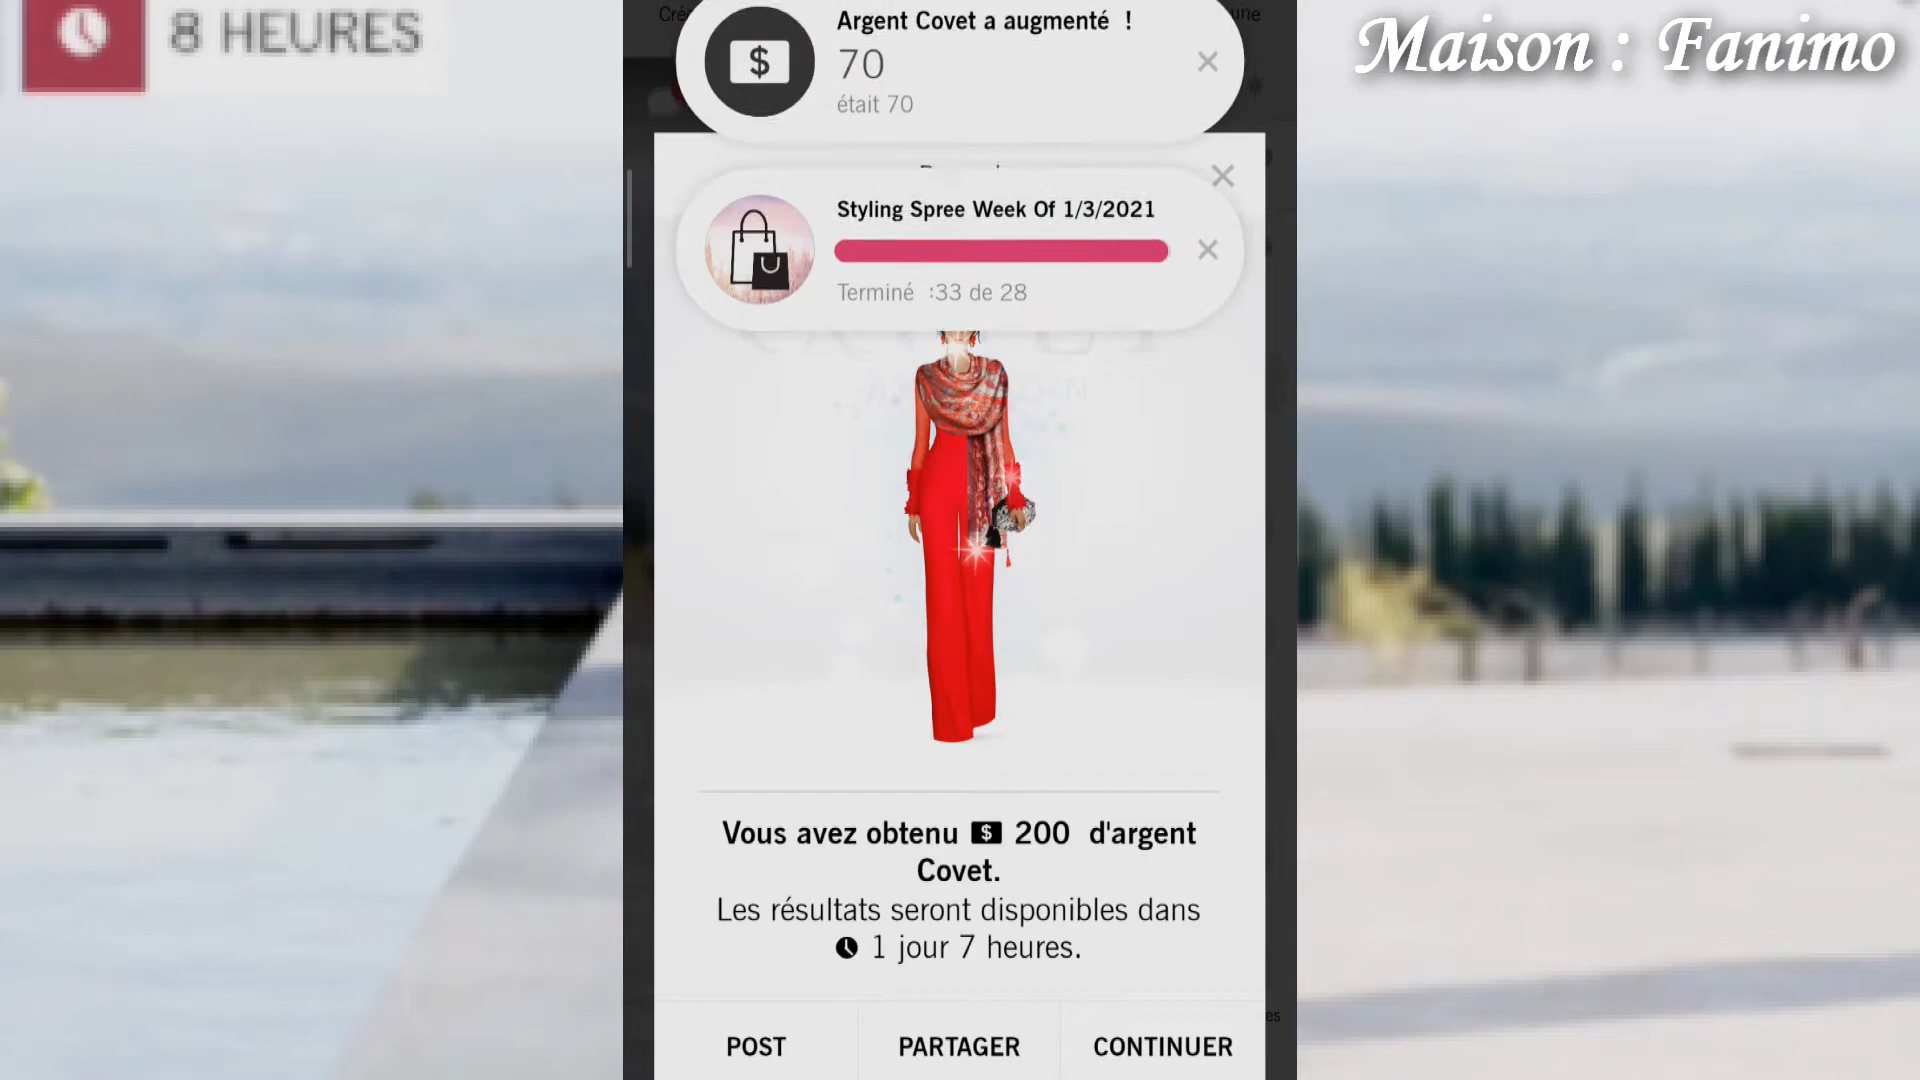 8 HEURES
Maison : Fanimo
Argent Covet a augmenté !
70
était 70
Styling Spree Week Of 1/3/2021
Terminé :33 de 28
Vous avez obtenu $ 200 d'argent
Covet.
Les résultats seront disponibles dans
1 jour 7 heures.
POST
PARTAGER
CONTINUER